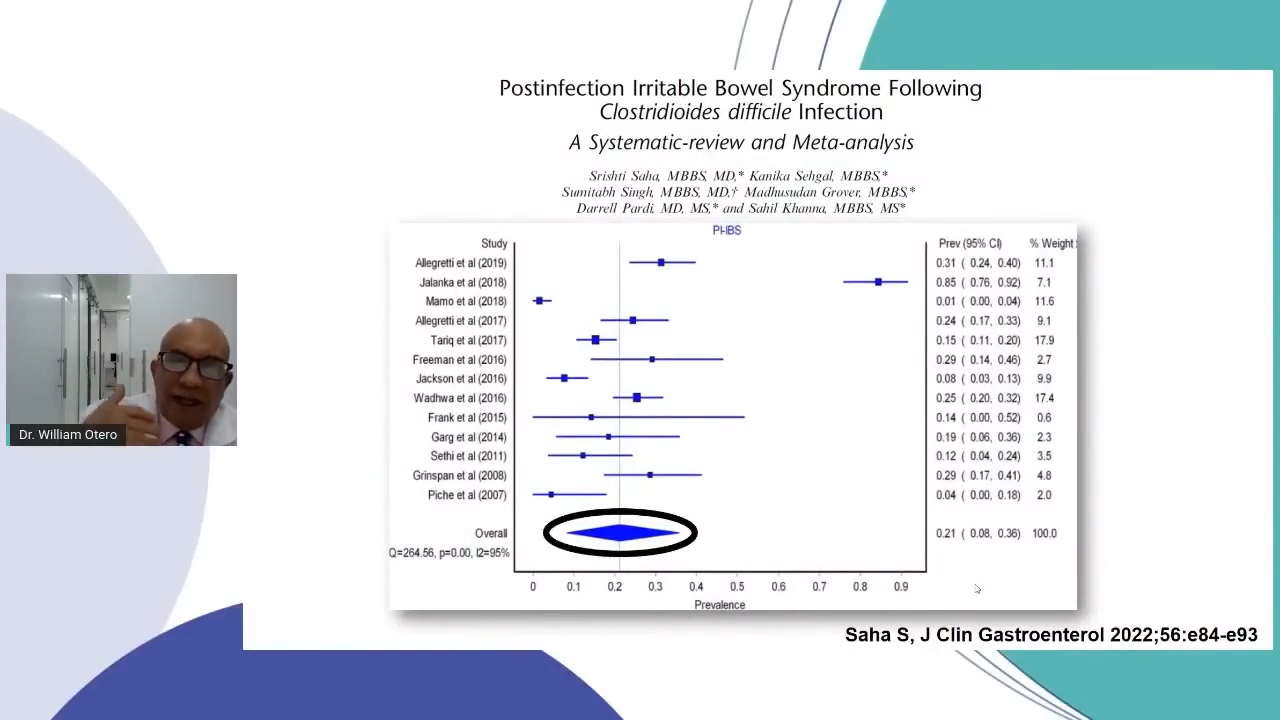 Postinfection Irritable Bowel Syndrome Following
Clostridioides difficile Infection
A Systematic-review and Meta-analysis
Srishti Saha, MBBS, MD,* Kanika Sehgal, MBBS,*
Sumitabh Singh, MBBS, MD,† Madhusudan Grover, MBBS,*
Darrell Pardi, MD, MS,* and Sahil Khanna, MBBS, MS*
PI-IBS
Study Prev (95% CI) % Weight
Allegretti et al (2019) 0.31 ( 0.24, 0.40) 11.1
Jalanka et al (2018) 0.85 ( 0.76, 0.92) 7.1
Mamo et al (2018) 0.01 ( 0.00, 0.04) 11.6
Allegretti et al (2017) 0.24 ( 0.17, 0.33) 9.1
Tariq et al (2017) 0.15 ( 0.11, 0.20) 17.9
Freeman et al (2016) 0.29 ( 0.14, 0.46) 2.7
Jackson et al (2016) 0.08 ( 0.03, 0.13) 9.9
Wadhwa et al (2016) 0.25 ( 0.20, 0.32) 17.4
Frank et al (2015) 0.14 ( 0.00, 0.52) 0.6
Garg et al (2014) 0.19 ( 0.06, 0.36) 2.3
Sethi et al (2011) 0.12 ( 0.04, 0.24) 3.5
Grinspan et al (2008) 0.29 ( 0.17, 0.41) 4.8
Piche et al (2007) 0.04 ( 0.00, 0.18) 2.0
Overall 0.21 ( 0.08, 0.36) 100.0
Q=264.56, p=0.00, I2=95%
0 0.1 0.2 0.3 0.4 0.5 0.6 0.7 0.8 0.9
Prevalence
Saha S, J Clin Gastroenterol 2022;56:e84-e93
Dr. William Otero